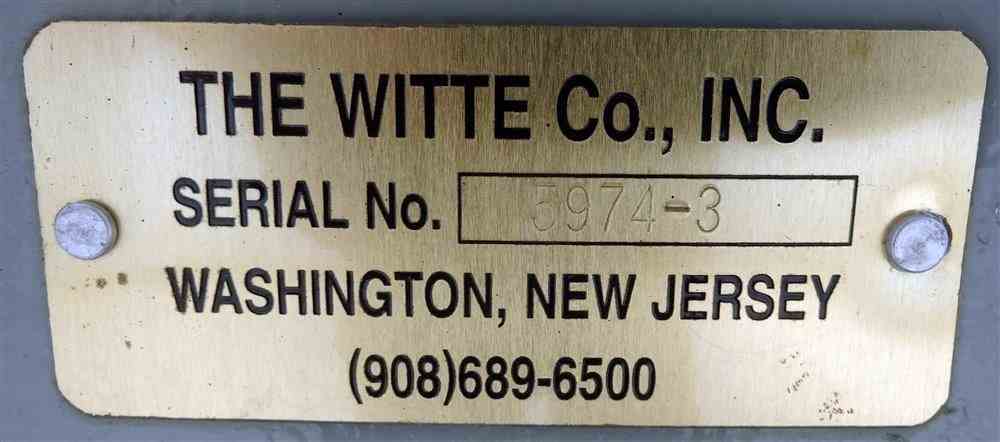 THE WITTE Co., INC.
SERIAL No. 5974-3
WASHINGTON, NEW JERSEY
(908)689-6500